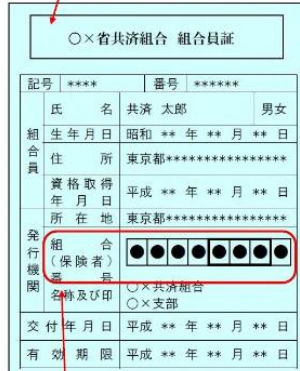 ○×省共済組合 組合員証
記号 **** 番号 ******
組合員
氏名 共済 太郎 男女
生年月日 昭和 ** 年 ** 月 ** 日
住所 東京都****************
資格取得年月日 平成 ** 年 ** 月 ** 日
発行機関
所在地 東京都****************
組合(保険者)番号 ●●●●●●●●
名称及び印 ○×共済組合
○×支部
交付年月日 平成 ** 年 ** 月 ** 日
有効期限 平成 ** 年 ** 月 ** 日